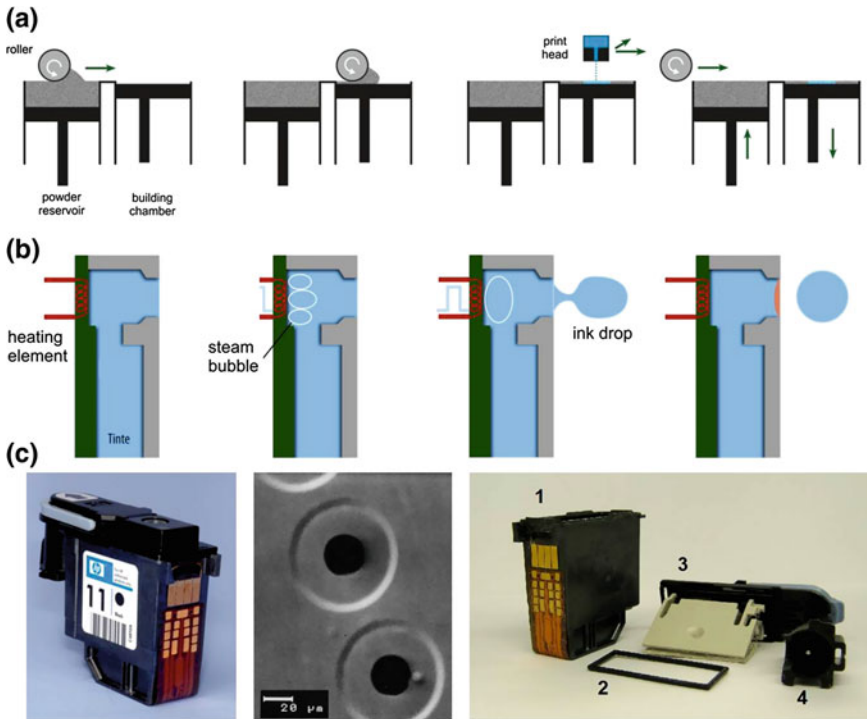 (a)
roller
print
head
powder
reservoir
building
chamber
(b)
heating
element
Tinte
steam
bubble
ink drop
(c)
hp
11
20 µm
1
2
3
4